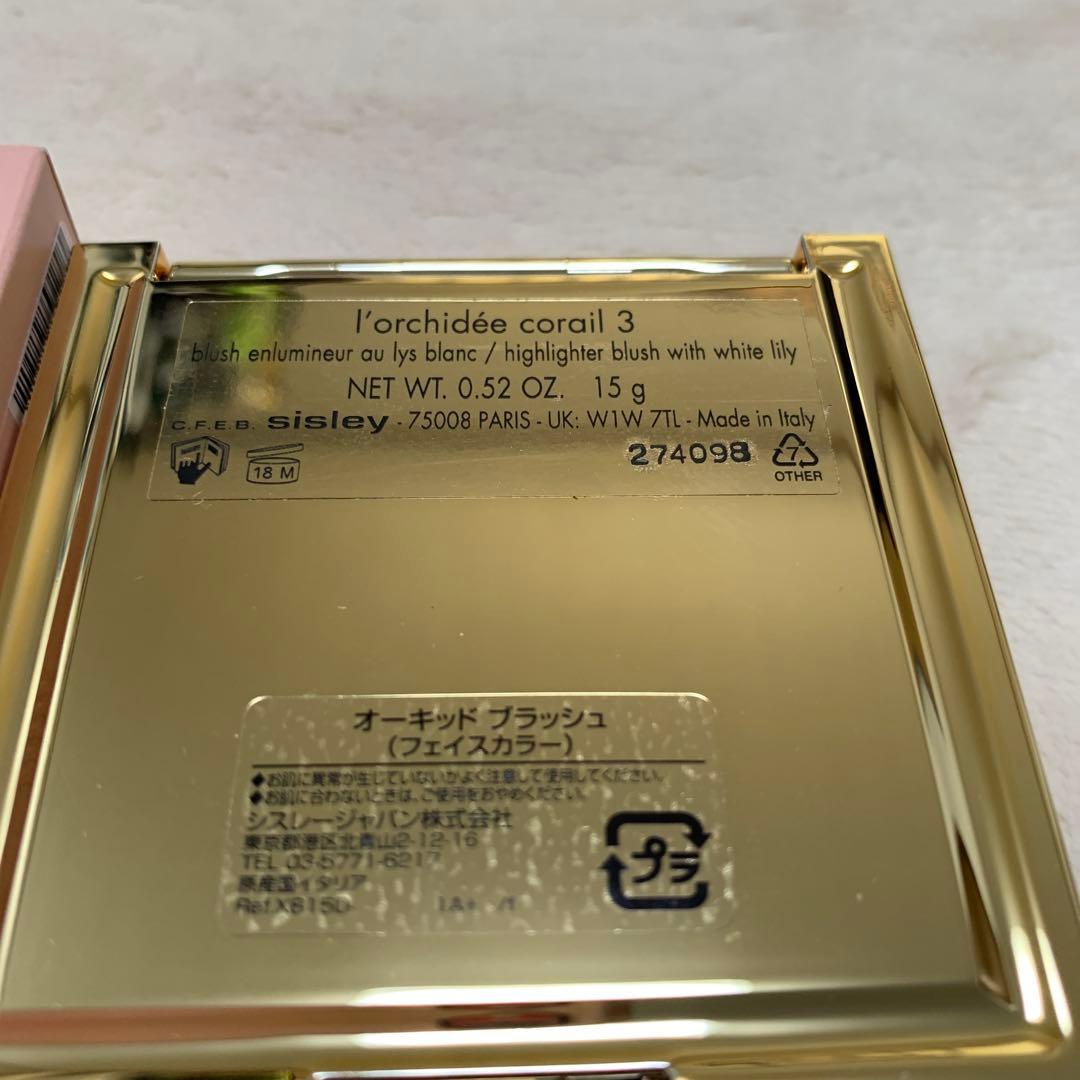 l'orchidée corail 3
blush enlumineur au lys blanc / highlighter blush with white lily
NET WT. 0.52 OZ. 15 g
C.F.E.B. sisley - 75008 PARIS - UK: W1W 7TL - Made in Italy
18 M
274098
7
OTHER
オーキッド ブラッシュ
(フェイスカラー)
◆お肌に異常が生じていないかよく注意して使用してください。
◆お肌に合わないときは、ご使用をおやめください。
シスレージャパン株式会社
東京都港区北青山2-12-16
TEL 03-5771-6217
原産国イタリア
プラ